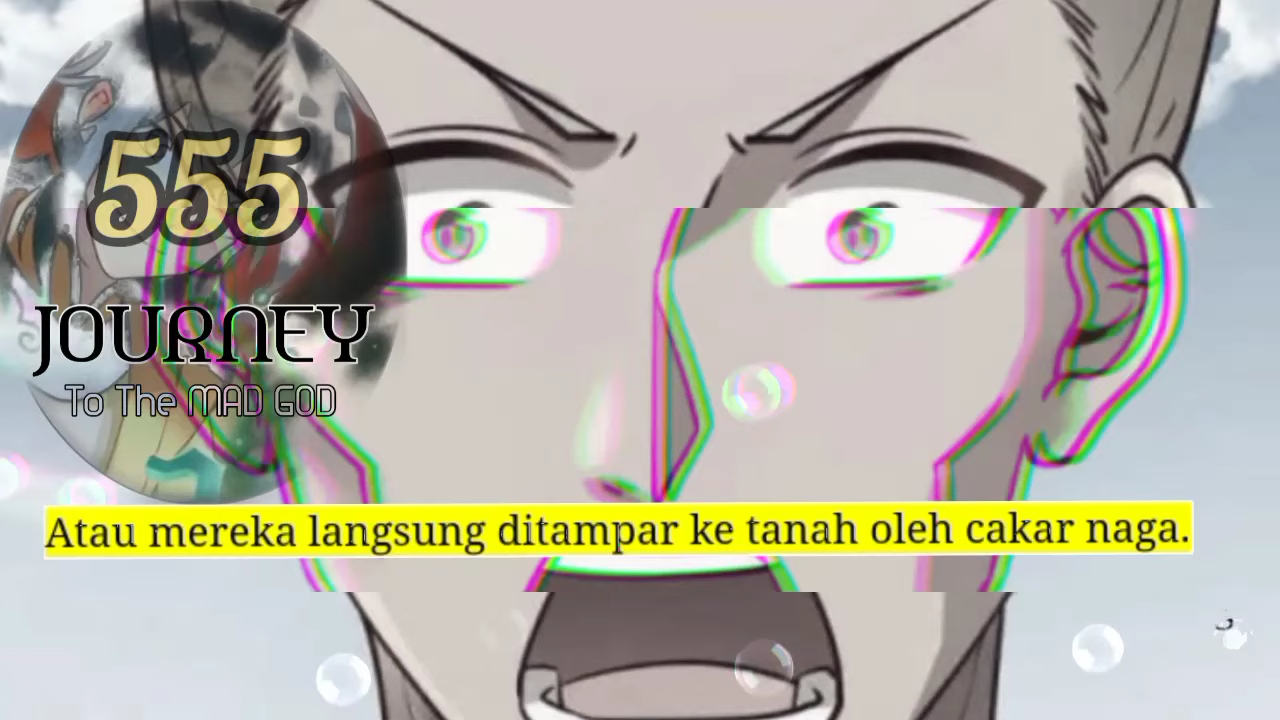 555
JOURNEY
To The MAD GOD
Atau mereka langsung ditampar ke tanah oleh cakar naga.